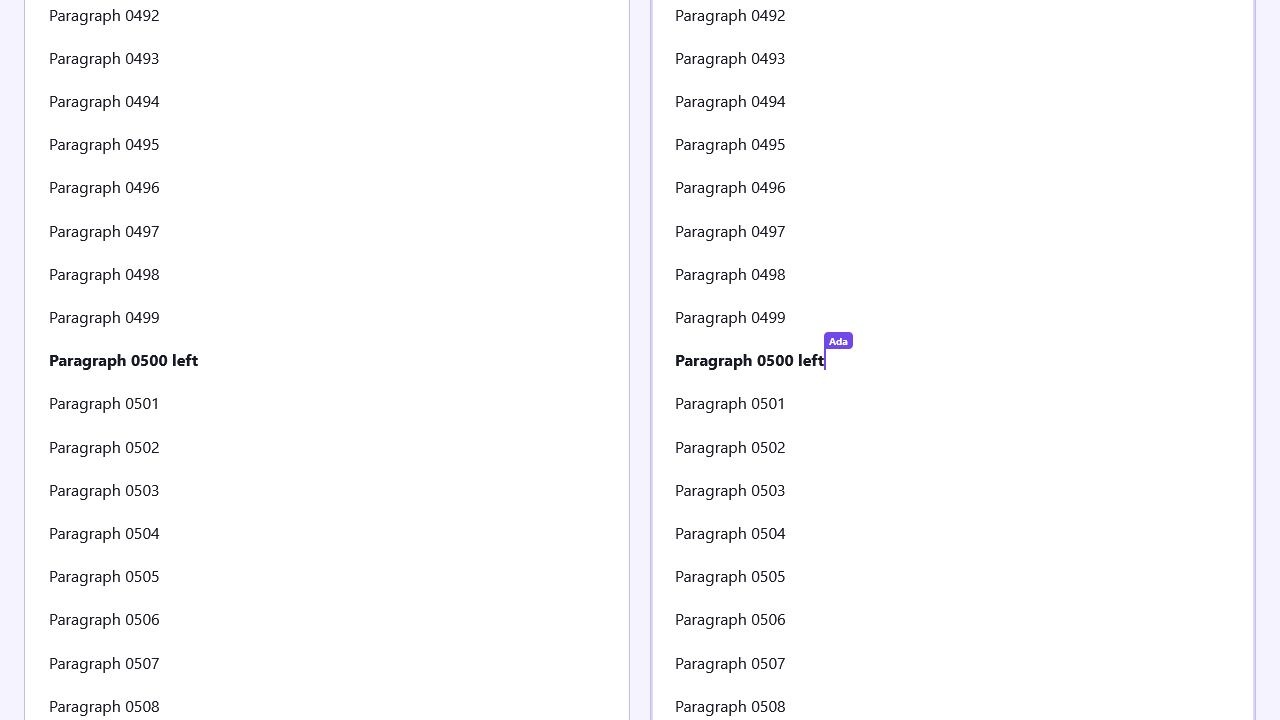 Paragraph 0492
Paragraph 0493
Paragraph 0494
Paragraph 0495
Paragraph 0496
Paragraph 0497
Paragraph 0498
Paragraph 0499
Paragraph 0500 left
Paragraph 0501
Paragraph 0502
Paragraph 0503
Paragraph 0504
Paragraph 0505
Paragraph 0506
Paragraph 0507
Paragraph 0508
Paragraph 0492
Paragraph 0493
Paragraph 0494
Paragraph 0495
Paragraph 0496
Paragraph 0497
Paragraph 0498
Paragraph 0499
Ada
Paragraph 0500 left
Paragraph 0501
Paragraph 0502
Paragraph 0503
Paragraph 0504
Paragraph 0505
Paragraph 0506
Paragraph 0507
Paragraph 0508